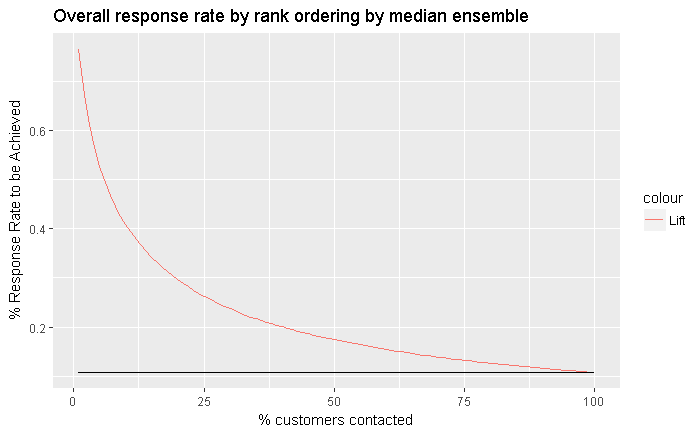 Overall response rate by rank ordering by median ensemble
% Response Rate to be Achieved
0.6
0.4
0.2
0
25
50
75
100
% customers contacted
colour
Lift